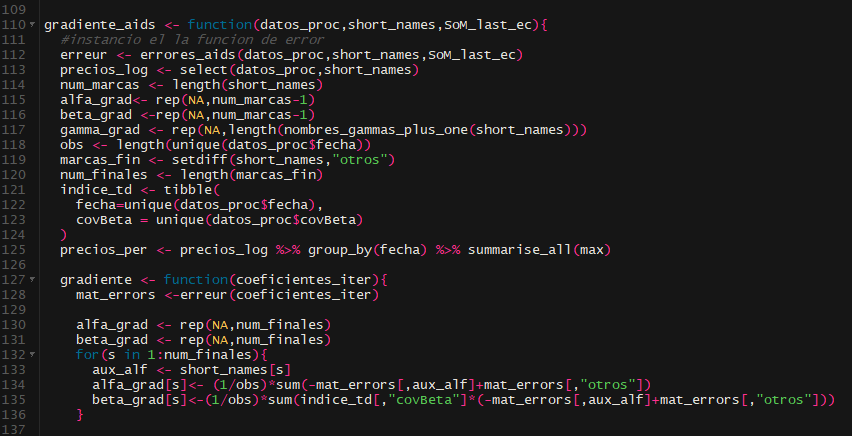 109
110 gradiente_aids <- function(datos_proc,short_names,SoM_last_ec){
111 #instancio el la funcion de error
112 erreur <- errores_aids(datos_proc,short_names,SoM_last_ec)
113 precios_log <- select(datos_proc,short_names)
114 num_marcas <- length(short_names)
115 alfa_grad<- rep(NA,num_marcas-1)
116 beta_grad <-rep(NA,num_marcas-1)
117 gamma_grad <- rep(NA,length(nombres_gammas_plus_one(short_names)))
118 obs <- length(unique(datos_proc$fecha))
119 marcas_fin <- setdiff(short_names,"otros")
120 num_finales <- length(marcas_fin)
121 indice_td <- tibble(
122 fecha=unique(datos_proc$fecha),
123 covBeta = unique(datos_proc$covBeta)
124 )
125 precios_per <- precios_log %>% group_by(fecha) %>% summarise_all(max)
126
127 gradiente <- function(coeficientes_iter){
128 mat_errors <-erreur(coeficientes_iter)
129
130 alfa_grad <- rep(NA,num_finales)
131 beta_grad <- rep(NA,num_finales)
132 for(s in 1:num_finales){
133 aux_alf <- short_names[s]
134 alfa_grad[s]<- (1/obs)*sum(-mat_errors[,aux_alf]+mat_errors[,"otros"])
135 beta_grad[s]<-(1/obs)*sum(indice_td[,"covBeta"]*(-mat_errors[,aux_alf]+mat_errors[,"otros"]))
136 }
137